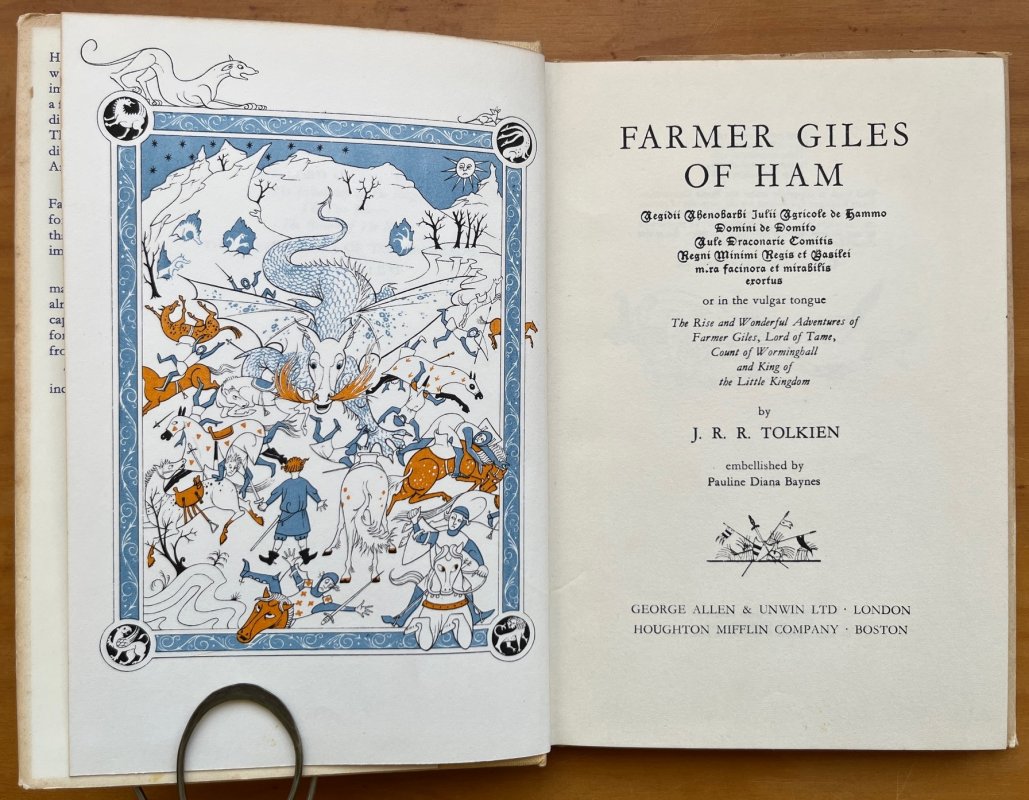 FARMER GILES
OF HAM
Aegidii Ahenobarbi Julii Agricole de Hammo
Domini de Domito
Aule Draconarie Comitis
Regni Minimi Regis et Basilei
mira facinora et mirabilis
exortus
or in the vulgar tongue
The Rise and Wonderful Adventures of
Farmer Giles, Lord of Tame,
Count of Worminghall
and King of
the Little Kingdom
by
J. R. R. TOLKIEN
embellished by
Pauline Diana Baynes
GEORGE ALLEN & UNWIN LTD · LONDON
HOUGHTON MIFFLIN COMPANY · BOSTON